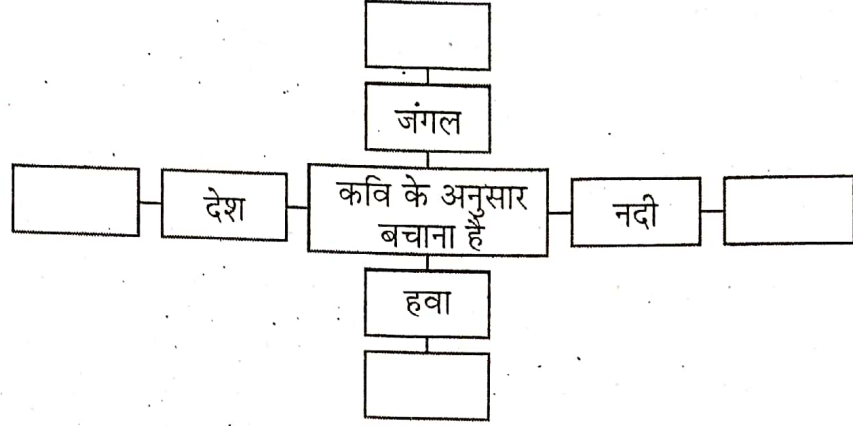 जंगल
देश
कवि के अनुसार
बचाना है
नदी
हवा